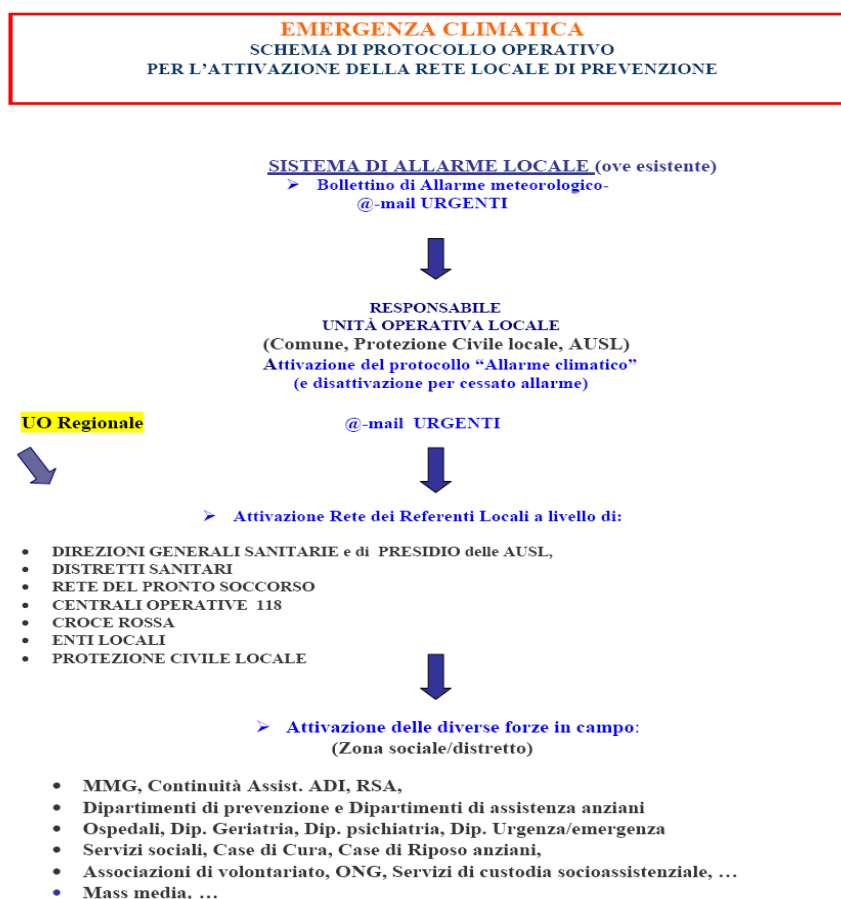 EMERGENZA CLIMATICA
SCHEMA DI PROTOCOLLO OPERATIVO
PER L'ATTIVAZIONE DELLA RETE LOCALE DI PREVENZIONE
SISTEMA DI ALLARME LOCALE (ove esistente)
➢ Bollettino di Allarme meteorologico-
@-mail URGENTI
RESPONSABILE
UNITÀ OPERATIVA LOCALE
(Comune, Protezione Civile locale, AUSL)
Attivazione del protocollo “Allarme climatico”
(e disattivazione per cessato allarme)
UO Regionale
@-mail URGENTI
➢ Attivazione Rete dei Referenti Locali a livello di:
• DIREZIONI GENERALI SANITARIE e di PRESIDIO delle AUSL,
• DISTRETTI SANITARI
• RETE DEL PRONTO SOCCORSO
• CENTRALI OPERATIVE 118
• CROCE ROSSA
• ENTI LOCALI
• PROTEZIONE CIVILE LOCALE
➢ Attivazione delle diverse forze in campo:
(Zona sociale/distretto)
• MMG, Continuità Assist. ADI, RSA,
• Dipartimenti di prevenzione e Dipartimenti di assistenza anziani
• Ospedali, Dip. Geriatria, Dip. psichiatria, Dip. Urgenza/emergenza
• Servizi sociali, Case di Cura, Case di Riposo anziani,
• Associazioni di volontariato, ONG, Servizi di custodia socioassistenziale, …
• Mass media, …